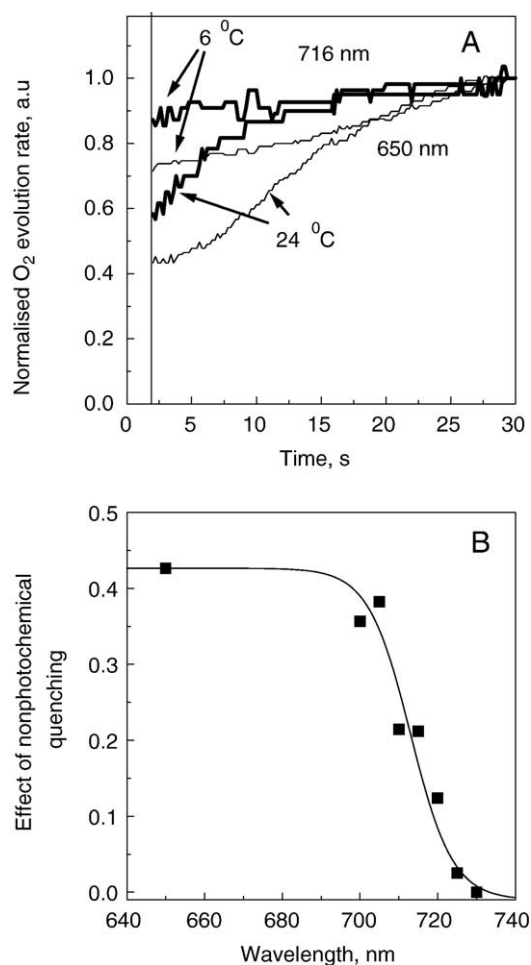 6 ⁰C
716 nm
A
650 nm
24 ⁰C
Normalised O₂ evolution rate, a.u
1.0
0.8
0.6
0.4
0.2
0.0
0 5 10 15 20 25 30
Time, s
B
Effect of nonphotochemical
quenching
0.5
0.4
0.3
0.2
0.1
0.0
640 660 680 700 720 740
Wavelength, nm